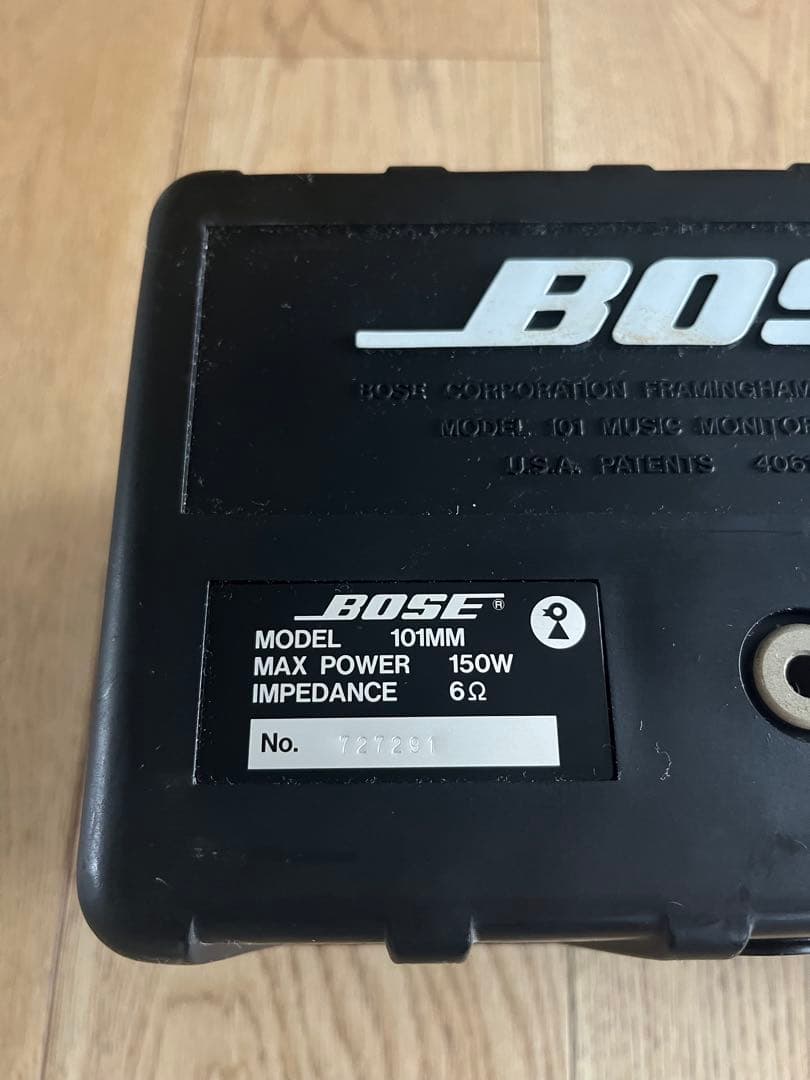 BOS
BOSE CORPORATION FRAMINGHAM
MODEL 101 MUSIC MONITOR
U.S.A. PATENTS 4061
BOSE ®
MODEL 101MM
MAX POWER 150W
IMPEDANCE 6Ω
No. 727291